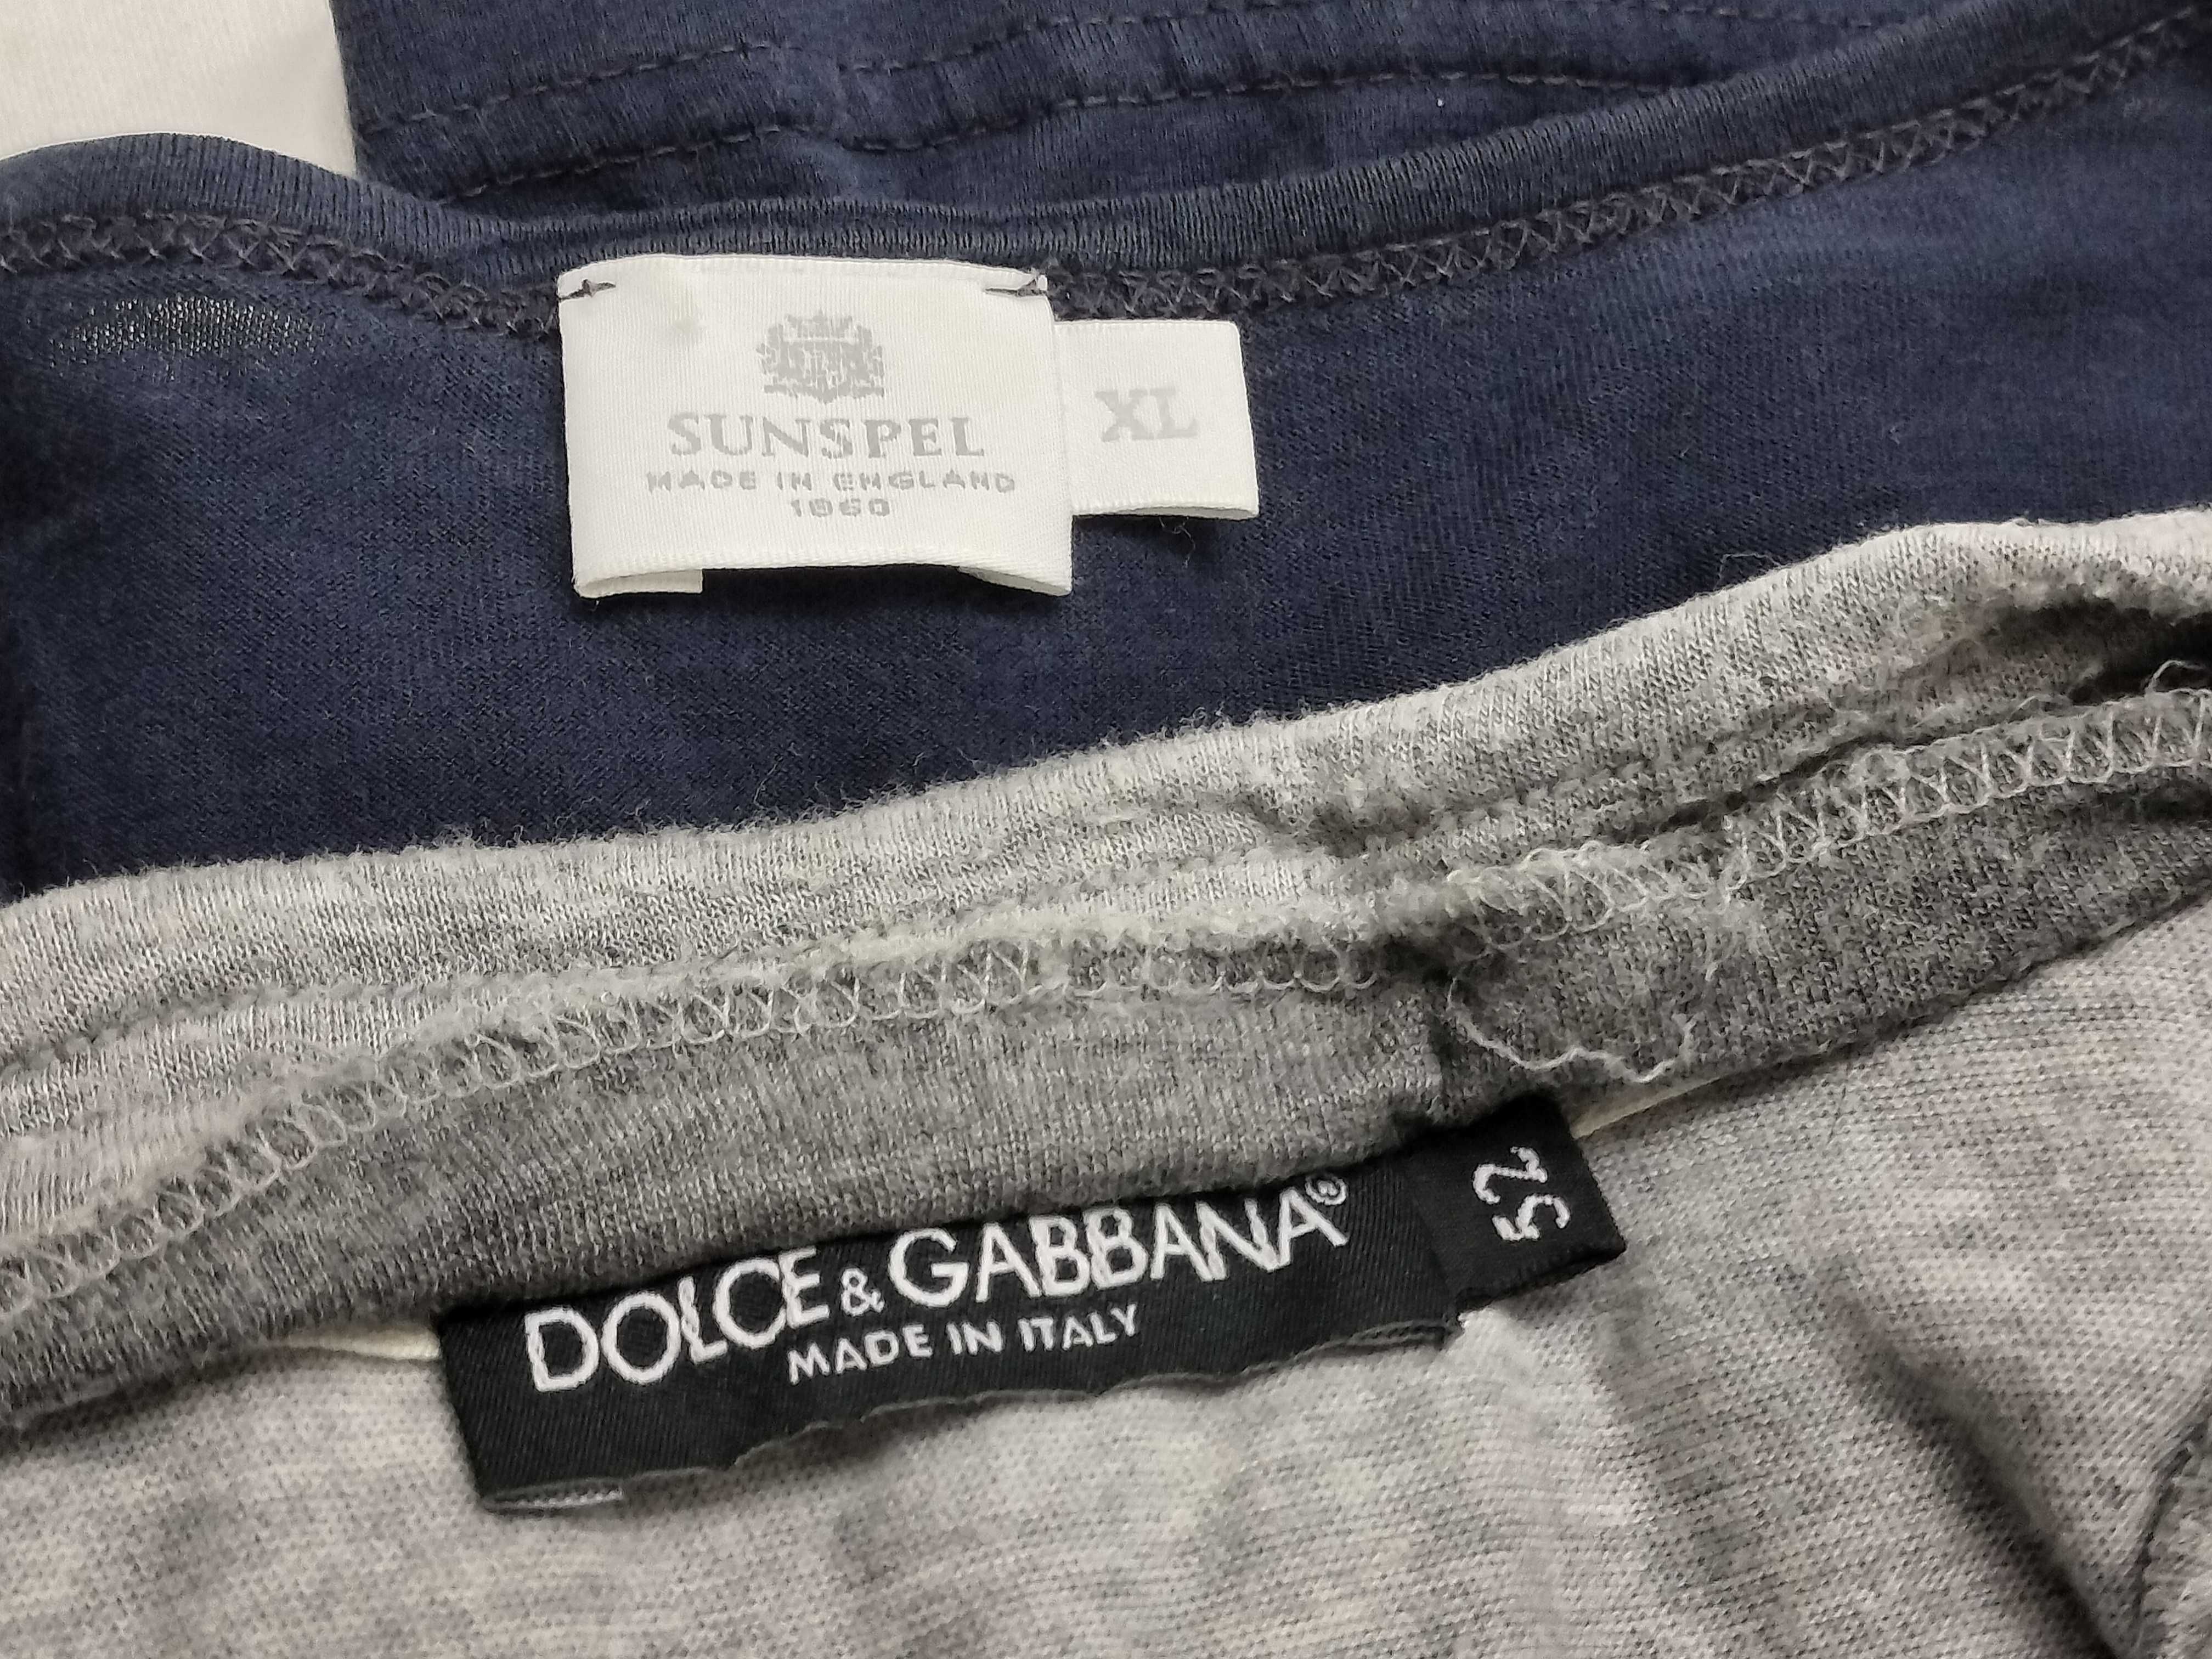 SUNSPEL
MADE IN ENGLAND
1860
XL
DOLCE & GABBANA®
MADE IN ITALY
52